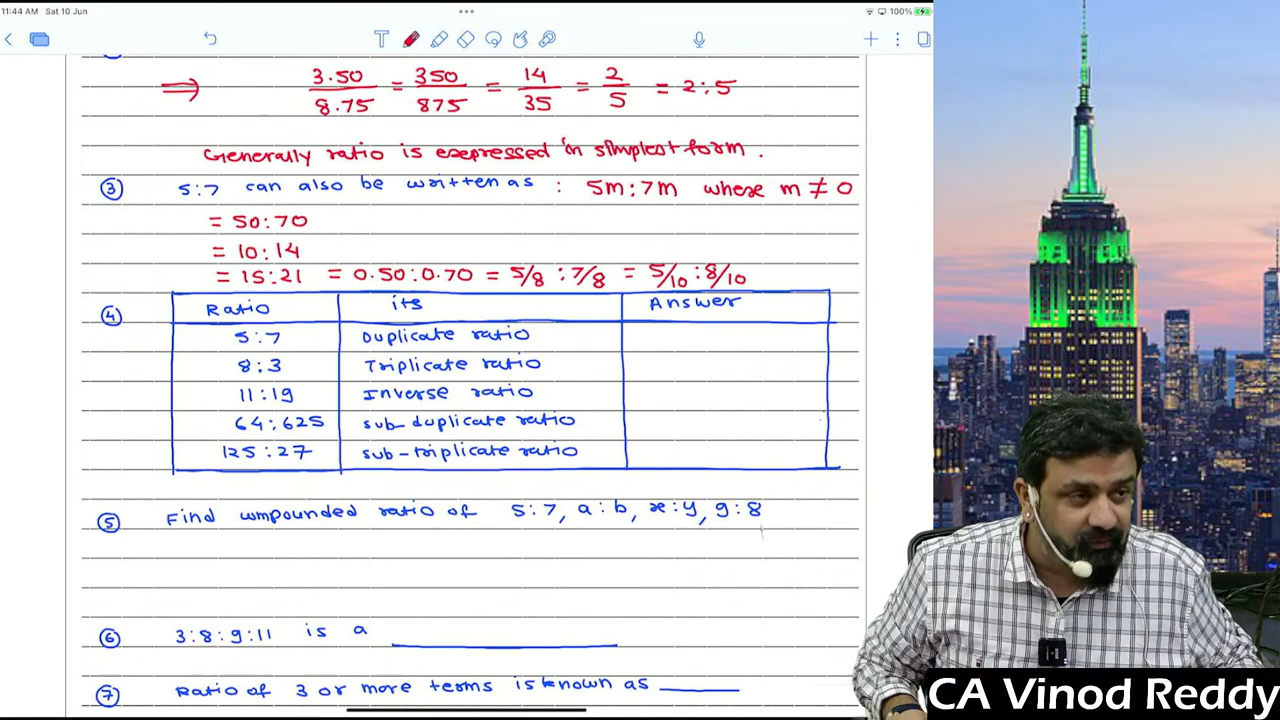 11:44 AM Sat 10 Jun
100%
⇒ 3.50/8.75 = 350/875 = 14/35 = 2/5 = 2:5
Generally ratio is exepressed in simplest form.
③ 5:7 can also be written as : 5m:7m where m ≠ 0
= 50:70
= 10:14
= 15:21 = 0.50:0.70 = 5/8 : 7/8 = 5/10 : 8/10
④ Ratio its Answer
5:7 Duplicate ratio
8:3 Triplicate ratio
11:19 Inverse ratio
64:625 sub-duplicate ratio
125:27 sub-triplicate ratio
⑤ Find compounded ratio of 5:7, a:b, x:y, 9:8
⑥ 3:8:9:11 is a ________
⑦ Ratio of 3 or more terms is known as ______
CA Vinod Reddy